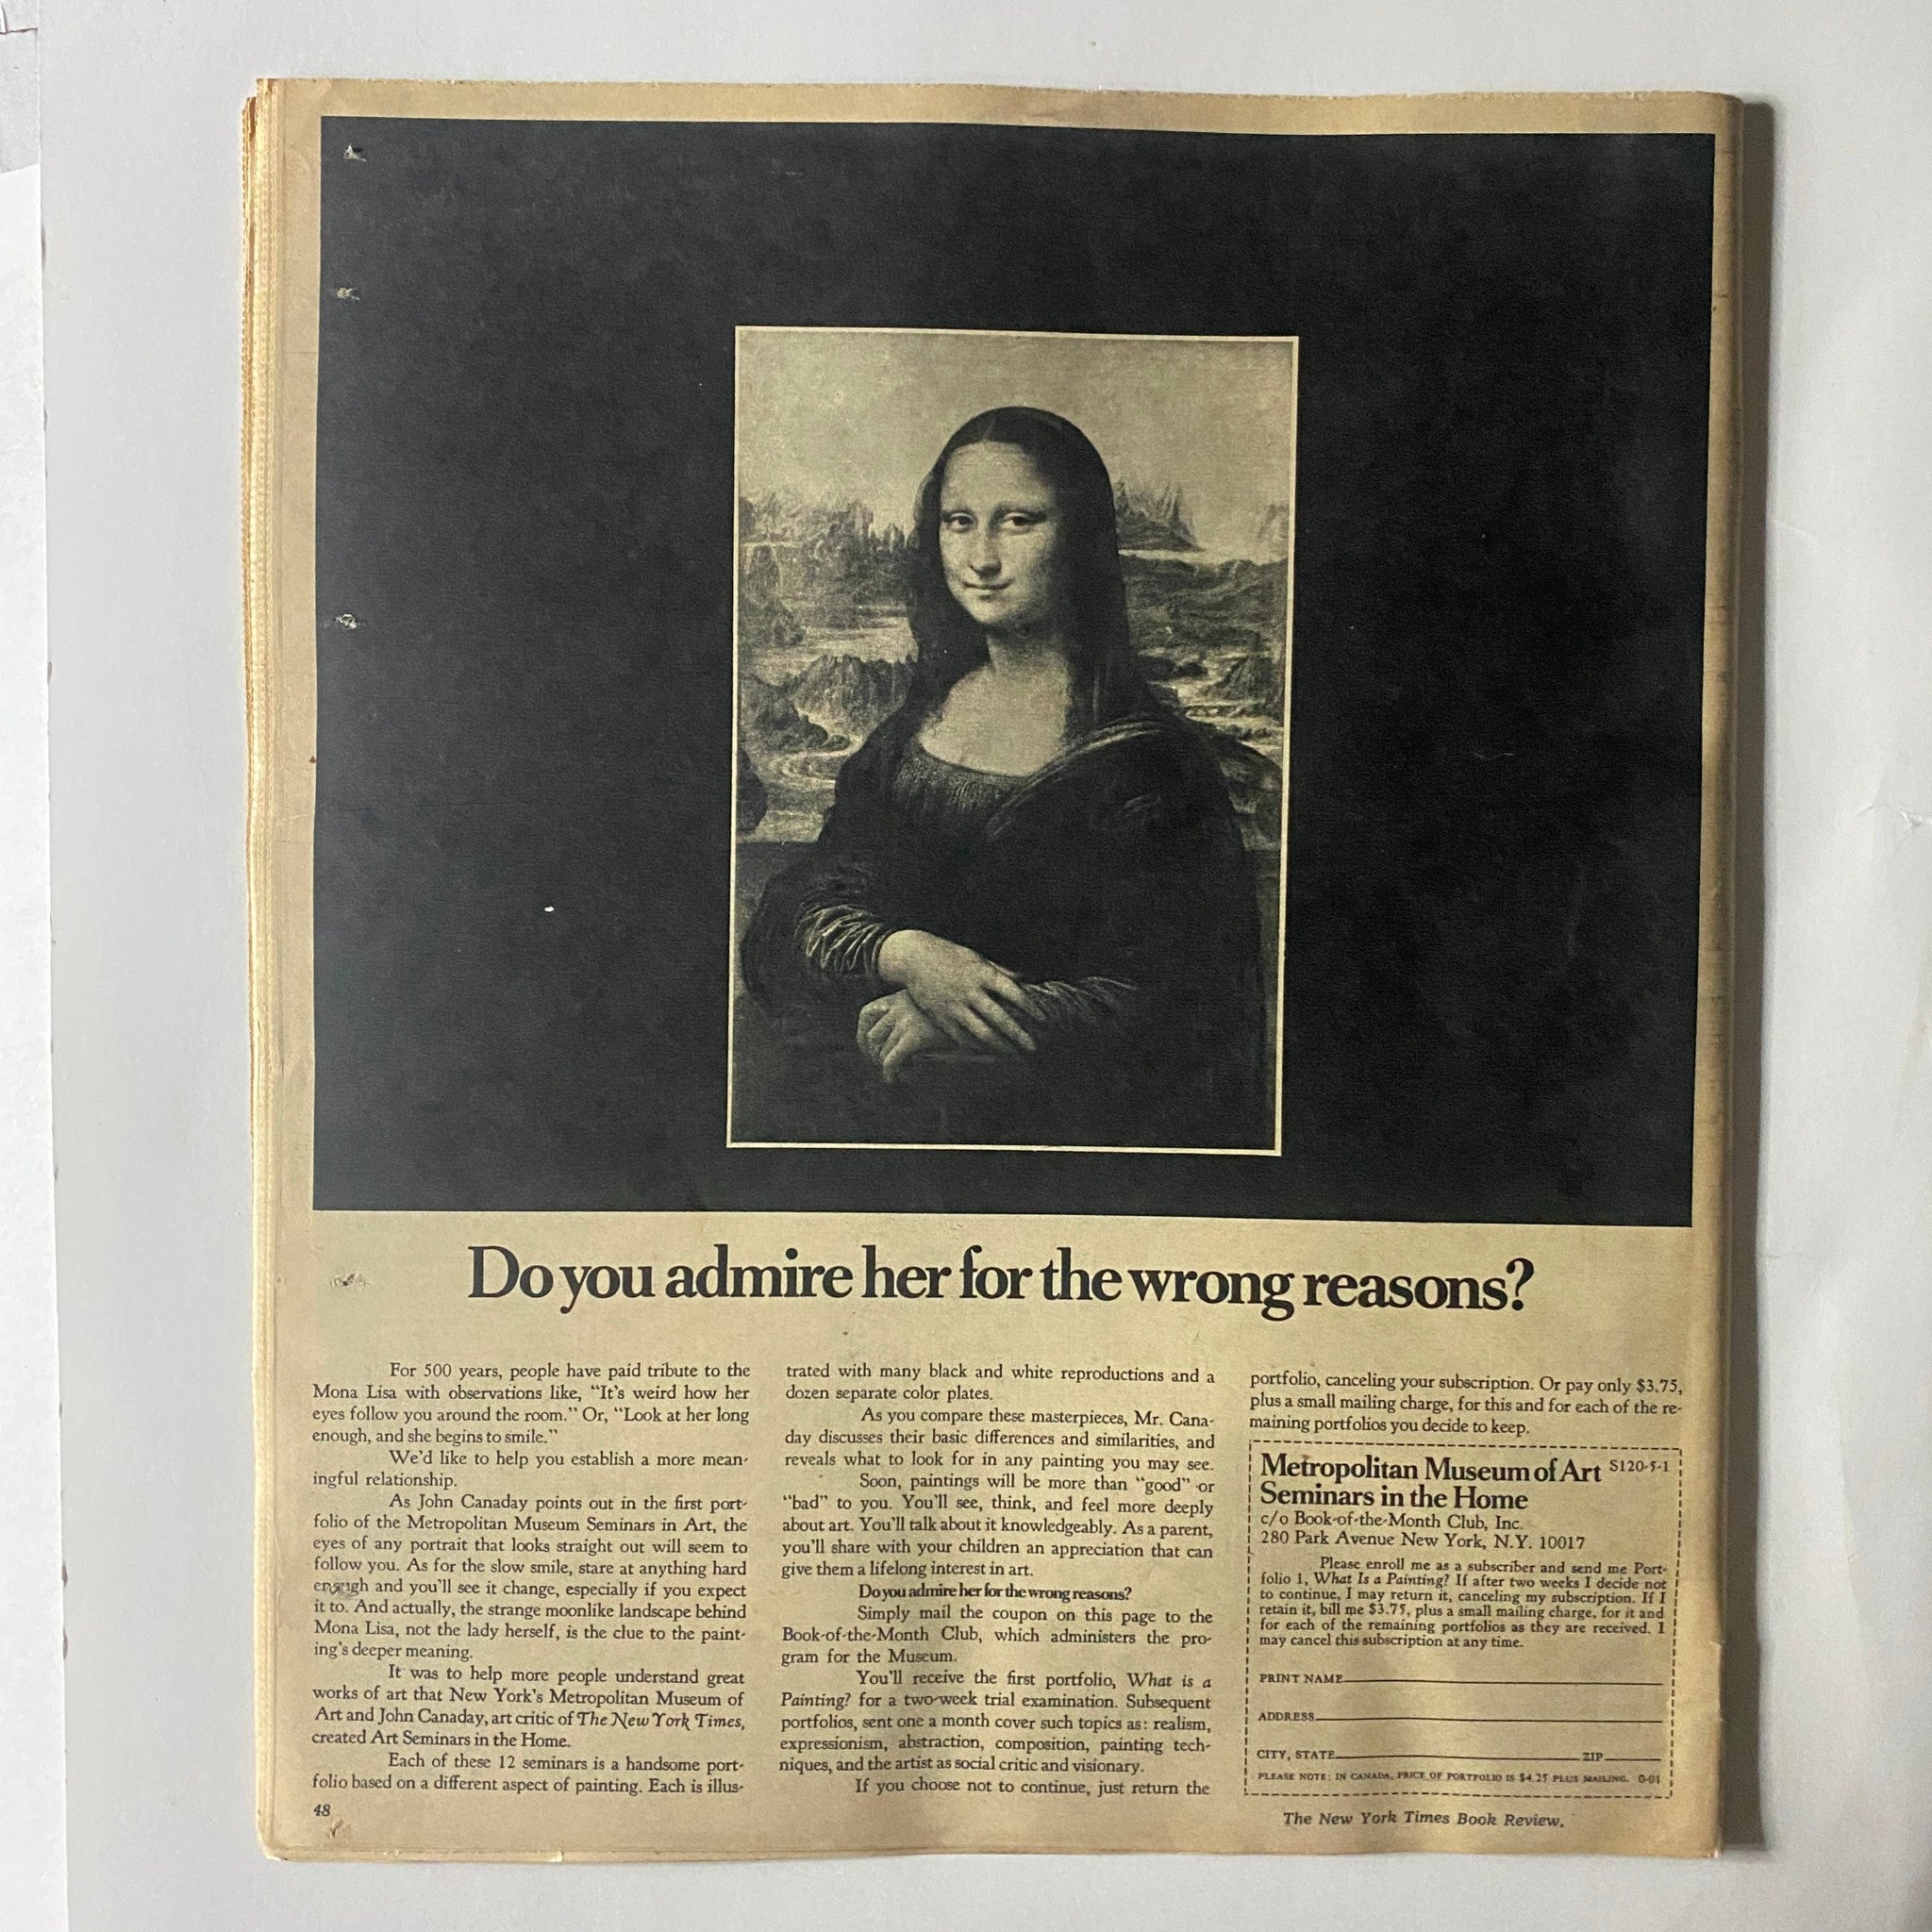 Do you admire her for the wrong reasons?
For 500 years, people have paid tribute to the
Mona Lisa with observations like, “It’s weird how her
eyes follow you around the room.” Or, “Look at her long
enough, and she begins to smile.”
We’d like to help you establish a more mean-
ingful relationship.
As John Canaday points out in the first port-
folio of the Metropolitan Museum Seminars in Art, the
eyes of any portrait that looks straight out will seem to
follow you. As for the slow smile, stare at anything hard
enough and you’ll see it change, especially if you expect
it to. And actually, the strange moonlike landscape behind
Mona Lisa, not the lady herself, is the clue to the paint-
ing’s deeper meaning.
It was to help more people understand great
works of art that New York’s Metropolitan Museum of
Art and John Canaday, art critic of The New York Times,
created Art Seminars in the Home.
Each of these 12 seminars is a handsome port-
folio based on a different aspect of painting. Each is illus-
trated with many black and white reproductions and a
dozen separate color plates.
As you compare these masterpieces, Mr. Cana-
day discusses their basic differences and similarities, and
reveals what to look for in any painting you may see.
Soon, paintings will be more than “good” or
“bad” to you. You’ll see, think, and feel more deeply
about art. You’ll talk about it knowledgeably. As a parent,
you’ll share with your children an appreciation that can
give them a lifelong interest in art.
Do you admire her for the wrong reasons?
Simply mail the coupon on this page to the
Book-of-the-Month Club, which administers the pro-
gram for the Museum.
You’ll receive the first portfolio, What is a
Painting? for a two-week trial examination. Subsequent
portfolios, sent one a month cover such topics as: realism,
expressionism, abstraction, composition, painting tech-
niques, and the artist as social critic and visionary.
If you choose not to continue, just return the
portfolio, canceling your subscription. Or pay only $3.75,
plus a small mailing charge, for this and for each of the re-
maining portfolios you decide to keep.
Metropolitan Museum of Art S120-5-1
Seminars in the Home
c/o Book-of-the-Month Club, Inc.
280 Park Avenue New York, N.Y. 10017
Please enroll me as a subscriber and send me Port-
folio 1, What Is a Painting? If after two weeks I decide not
to continue, I may return it, canceling my subscription. If I
retain it, bill me $3.75, plus a small mailing charge, for it and
for each of the remaining portfolios as they are received. I
may cancel this subscription at any time.
PRINT NAME
ADDRESS
CITY, STATE ZIP
PLEASE NOTE: IN CANADA, PRICE OF PORTFOLIO IS $4.25 PLUS MAILING. 0-01
48
The New York Times Book Review.